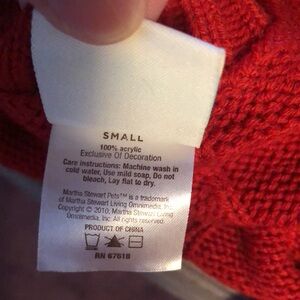 SMALL
100% acrylic
Exclusive Of Decoration
Care instructions: Machine wash in
cold water, Use mild soap, Do not
bleach, Lay flat to dry.
Martha Stewart Pets™ is a trademark
of Martha Stewart Living Omnimedia, Inc.
Copyright © 2010, Martha Stewart Living
Omnimedia, Inc. All rights reserved.
PRODUCT OF CHINA
RN 67618